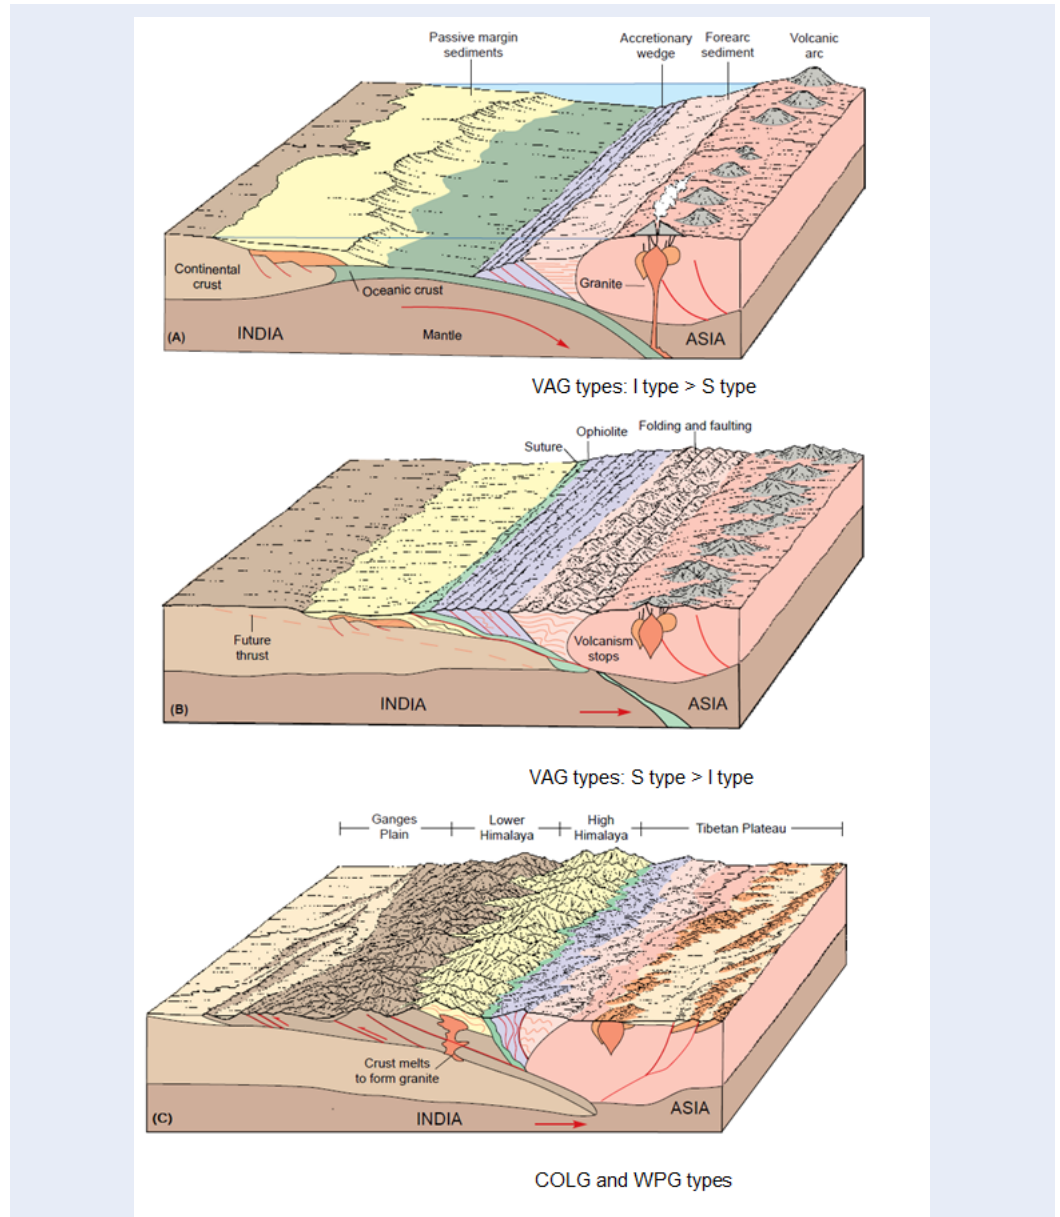 Passive margin
sediments
Accretionary
wedge
Forearc
sediment
Volcanic
arc
Continental
crust
Oceanic crust
Granite
(A)
INDIA
Mantle
ASIA
VAG types: I type > S type
Suture
Ophiolite
Folding and faulting
Future
thrust
Volcanism
stops
(B)
INDIA
ASIA
VAG types: S type > I type
Ganges
Plain
Lower
Himalaya
High
Himalaya
Tibetan Plateau
Crust melts
to form granite
(C)
INDIA
ASIA
COLG and WPG types